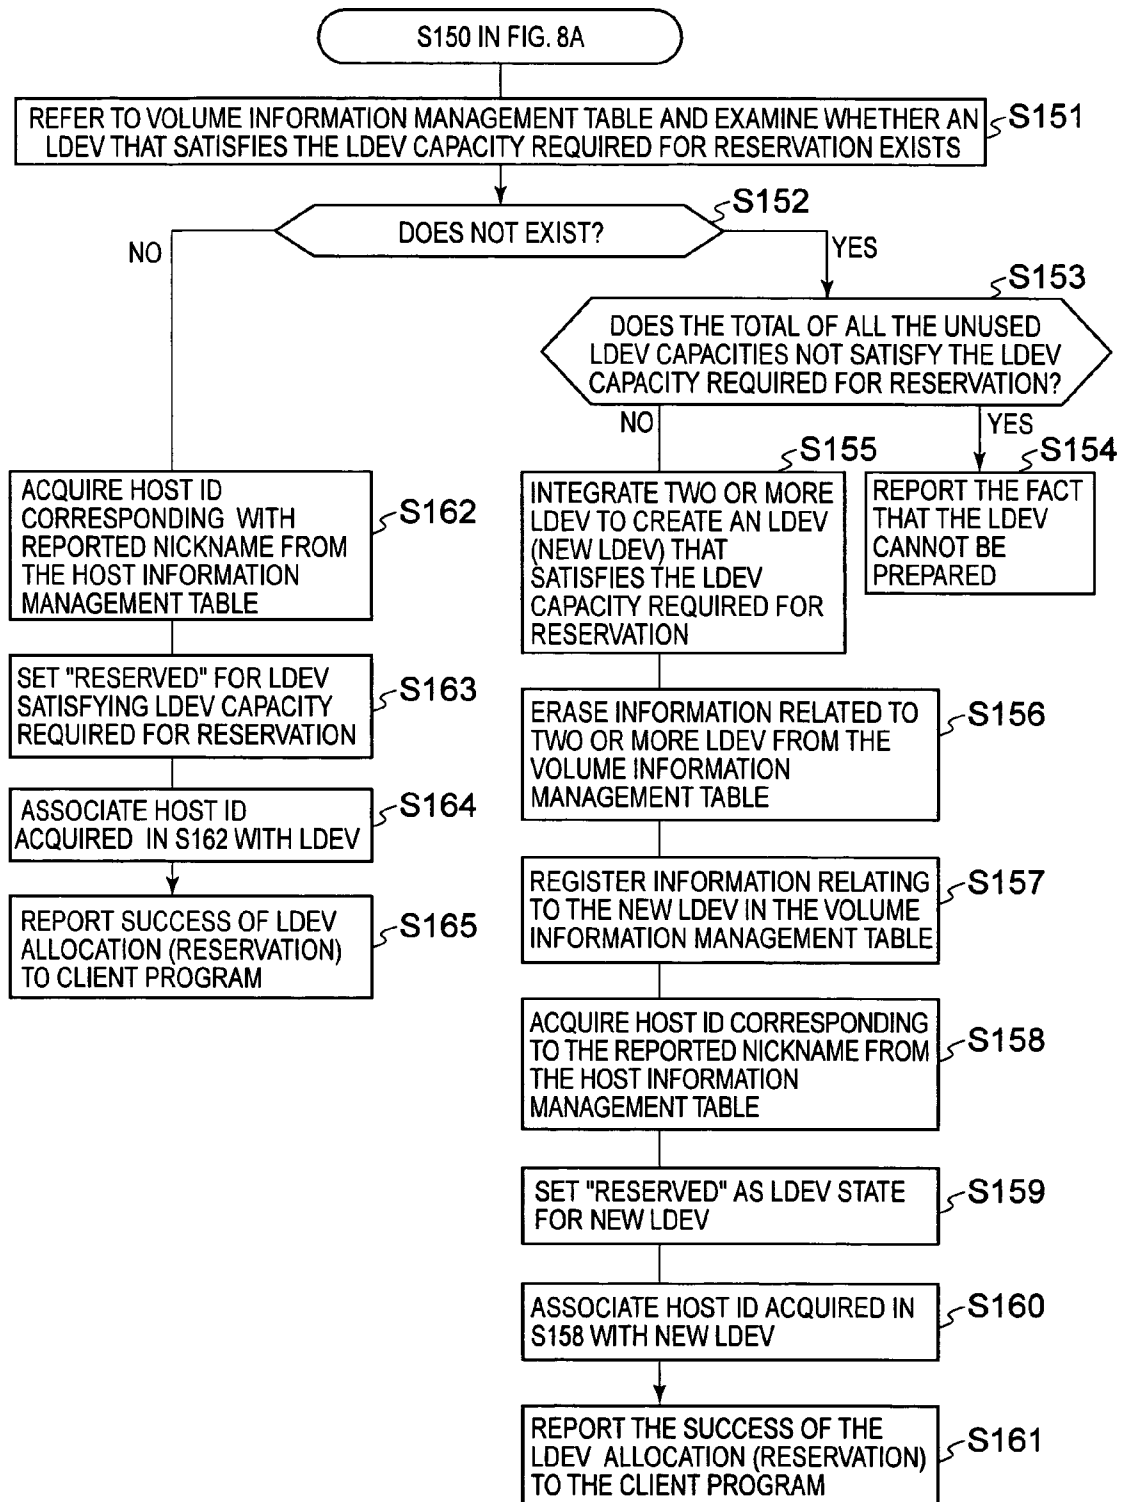 S150 IN FIG. 8A
REFER TO VOLUME INFORMATION MANAGEMENT TABLE AND EXAMINE WHETHER AN
LDEV THAT SATISFIES THE LDEV CAPACITY REQUIRED FOR RESERVATION EXISTS
S151
DOES NOT EXIST?
S152
NO
YES
DOES THE TOTAL OF ALL THE UNUSED
LDEV CAPACITIES NOT SATISFY THE LDEV
CAPACITY REQUIRED FOR RESERVATION?
S153
NO
YES
ACQUIRE HOST ID
CORRESPONDING WITH
REPORTED NICKNAME FROM
THE HOST INFORMATION
MANAGEMENT TABLE
S162
SET "RESERVED" FOR LDEV
SATISFYING LDEV CAPACITY
REQUIRED FOR RESERVATION
S163
ASSOCIATE HOST ID
ACQUIRED IN S162 WITH LDEV
S164
REPORT SUCCESS OF LDEV
ALLOCATION (RESERVATION)
TO CLIENT PROGRAM
S165
S155
INTEGRATE TWO OR MORE
LDEV TO CREATE AN LDEV
(NEW LDEV) THAT
SATISFIES THE LDEV
CAPACITY REQUIRED FOR
RESERVATION
S154
REPORT THE FACT
THAT THE LDEV
CANNOT BE
PREPARED
ERASE INFORMATION RELATED TO
TWO OR MORE LDEV FROM THE
VOLUME INFORMATION
MANAGEMENT TABLE
S156
REGISTER INFORMATION RELATING
TO THE NEW LDEV IN THE VOLUME
INFORMATION MANAGEMENT TABLE
S157
ACQUIRE HOST ID CORRESPONDING
TO THE REPORTED NICKNAME FROM
THE HOST INFORMATION
MANAGEMENT TABLE
S158
SET "RESERVED" AS LDEV STATE
FOR NEW LDEV
S159
ASSOCIATE HOST ID ACQUIRED IN
S158 WITH NEW LDEV
S160
REPORT THE SUCCESS OF THE
LDEV ALLOCATION (RESERVATION)
TO THE CLIENT PROGRAM
S161